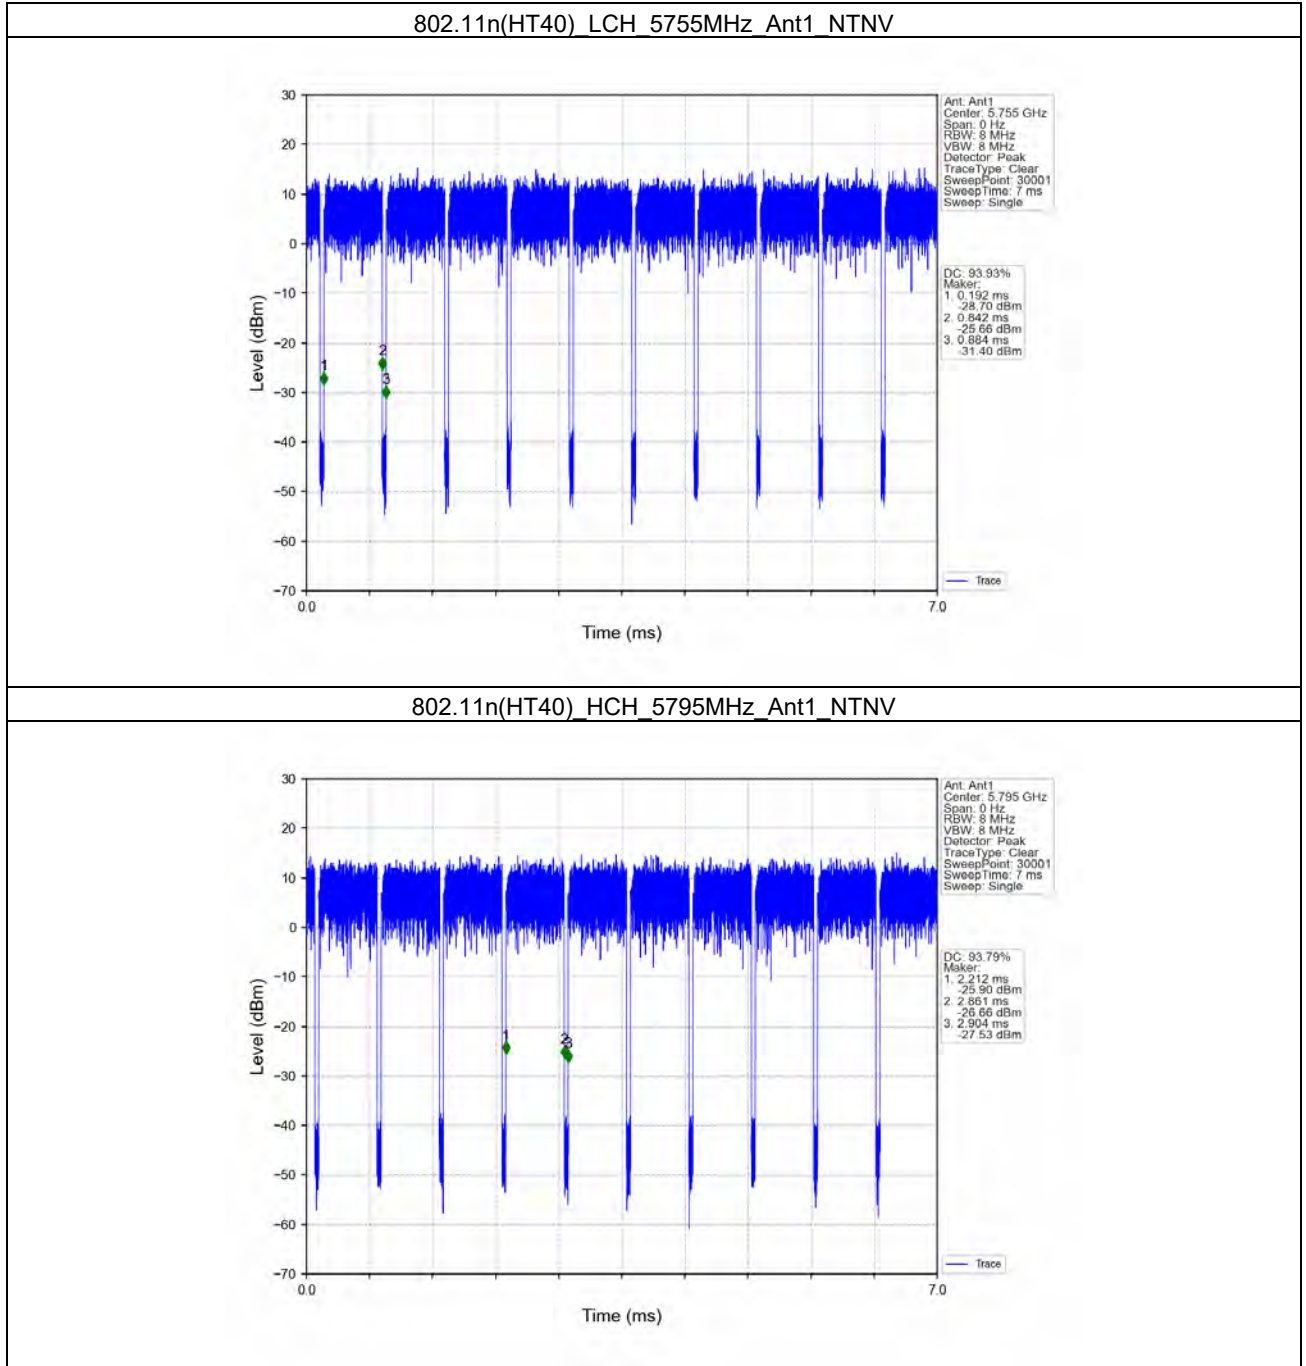 802.11n(HT40)_LCH_5755MHz_Ant1_NTNV
30
20
10
0
−10
−20
−30
−40
−50
−60
−70
Level (dBm)
1
2
3
0.0
7.0
Time (ms)
Ant: Ant1
Center: 5.755 GHz
Span: 0 Hz
RBW: 8 MHz
VBW: 8 MHz
Detector: Peak
TraceType: Clear
SweepPoint: 30001
SweepTime: 7 ms
Sweep: Single
DC: 93.93%
Maker:
1. 0.192 ms
-28.70 dBm
2. 0.842 ms
-25.66 dBm
3. 0.884 ms
-31.40 dBm
Trace
802.11n(HT40)_HCH_5795MHz_Ant1_NTNV
30
20
10
0
−10
−20
−30
−40
−50
−60
−70
Level (dBm)
1
2
3
0.0
7.0
Time (ms)
Ant: Ant1
Center: 5.795 GHz
Span: 0 Hz
RBW: 8 MHz
VBW: 8 MHz
Detector: Peak
TraceType: Clear
SweepPoint: 30001
SweepTime: 7 ms
Sweep: Single
DC: 93.79%
Maker:
1. 2.212 ms
-25.90 dBm
2. 2.861 ms
-26.66 dBm
3. 2.904 ms
-27.53 dBm
Trace